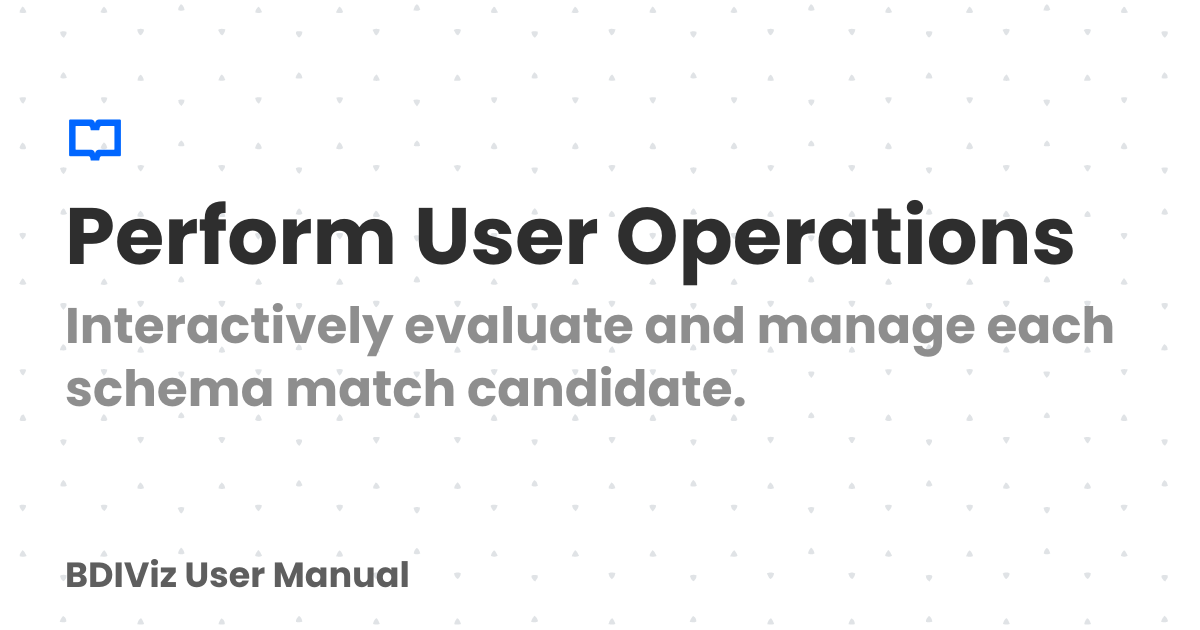 Perform User Operations
Interactively evaluate and manage each
schema match candidate.
BDIViz User Manual